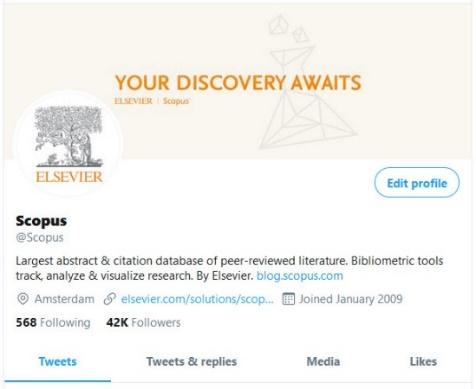 YOUR DISCOVERY AWAITS
ELSEVIER | Scopus
ELSEVIER
Edit profile
Scopus
@Scopus
Largest abstract & citation database of peer-reviewed literature. Bibliometric tools
track, analyze & visualize research. By Elsevier. blog.scopus.com
Amsterdam elsevier.com/solutions/scop... Joined January 2009
568 Following 42K Followers
Tweets Tweets & replies Media Likes